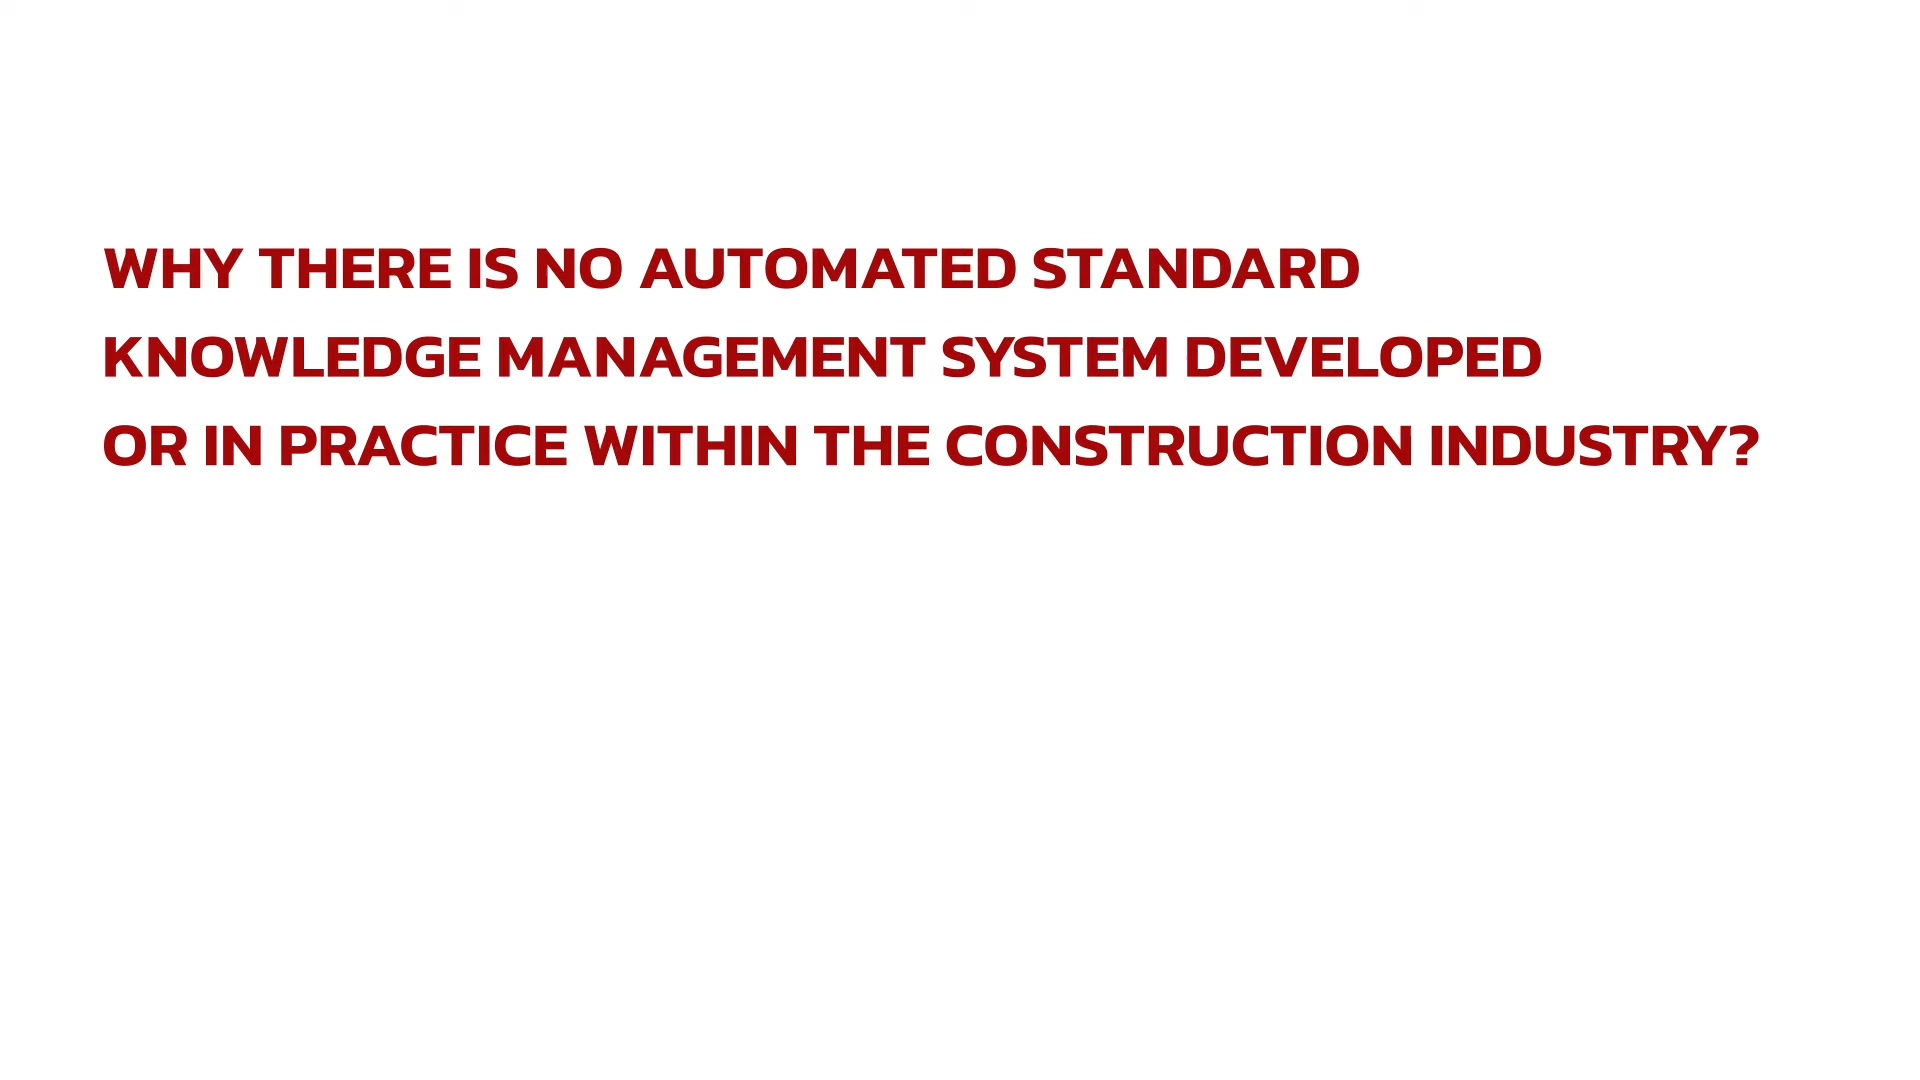 WHY THERE IS NO AUTOMATED STANDARD
KNOWLEDGE MANAGEMENT SYSTEM DEVELOPED
OR IN PRACTICE WITHIN THE CONSTRUCTION INDUSTRY?